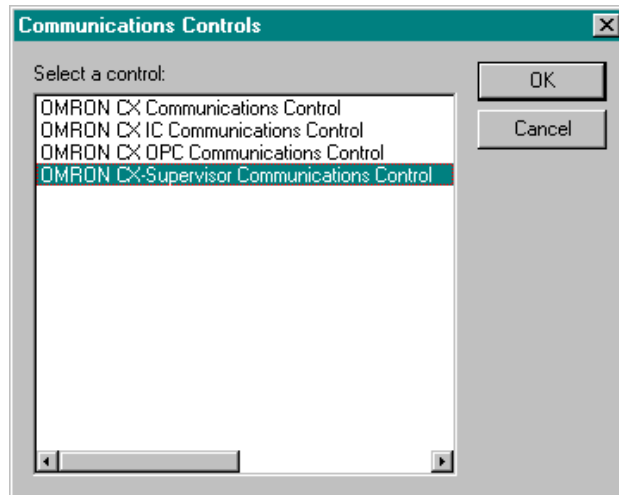 Communications Controls
Select a control:
OMRON CX Communications Control
OMRON CX IC Communications Control
OMRON CX OPC Communications Control
OMRON CX-Supervisor Communications Control
OK
Cancel